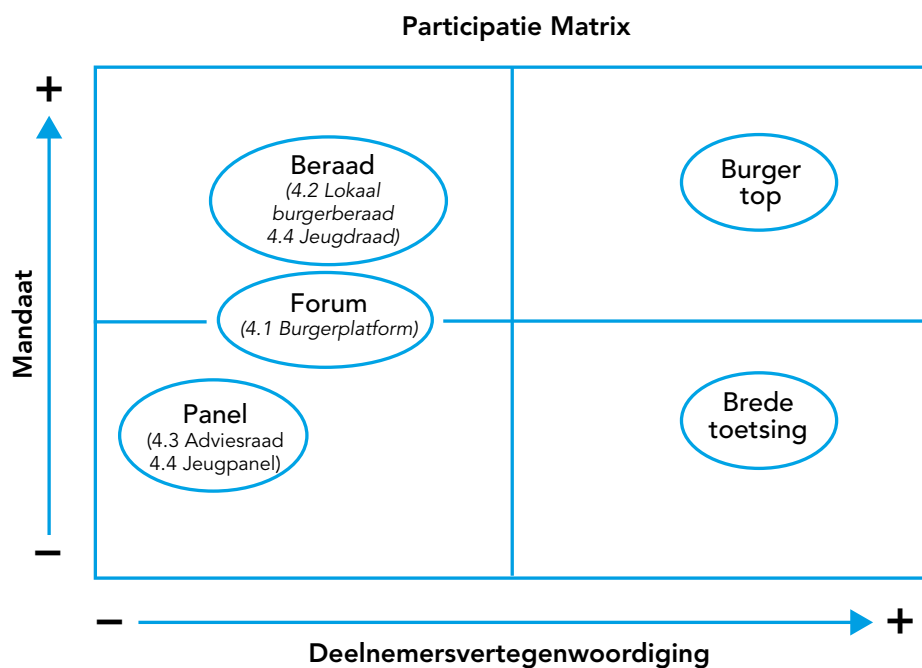 Participatie Matrix
+
Beraad
(4.2 Lokaal
burgerberaad
4.4 Jeugdraad)
Burger
top
Forum
(4.1 Burgerplatform)
Mandaat
Panel
(4.3 Adviesraad
4.4 Jeugpanel)
Brede
toetsing
–
– +
Deelnemersvertegenwoordiging